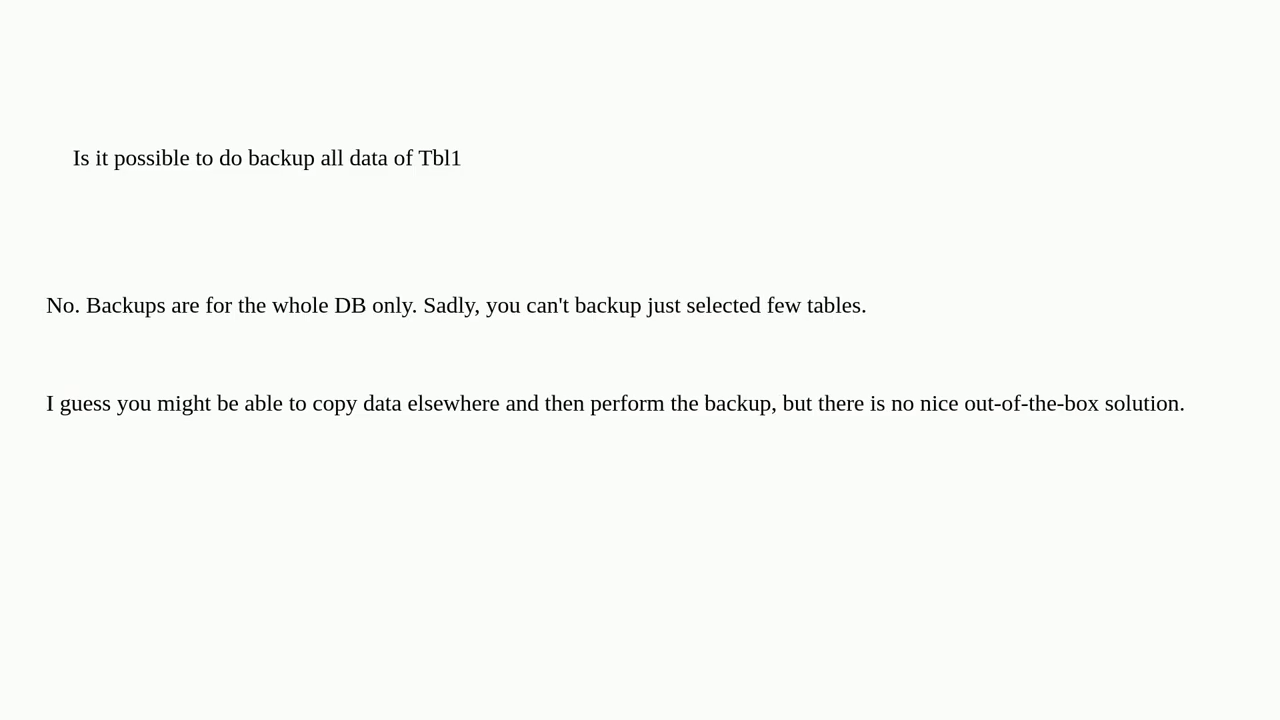 Is it possible to do backup all data of Tbl1
No. Backups are for the whole DB only. Sadly, you can't backup just selected few tables.
I guess you might be able to copy data elsewhere and then perform the backup, but there is no nice out-of-the-box solution.